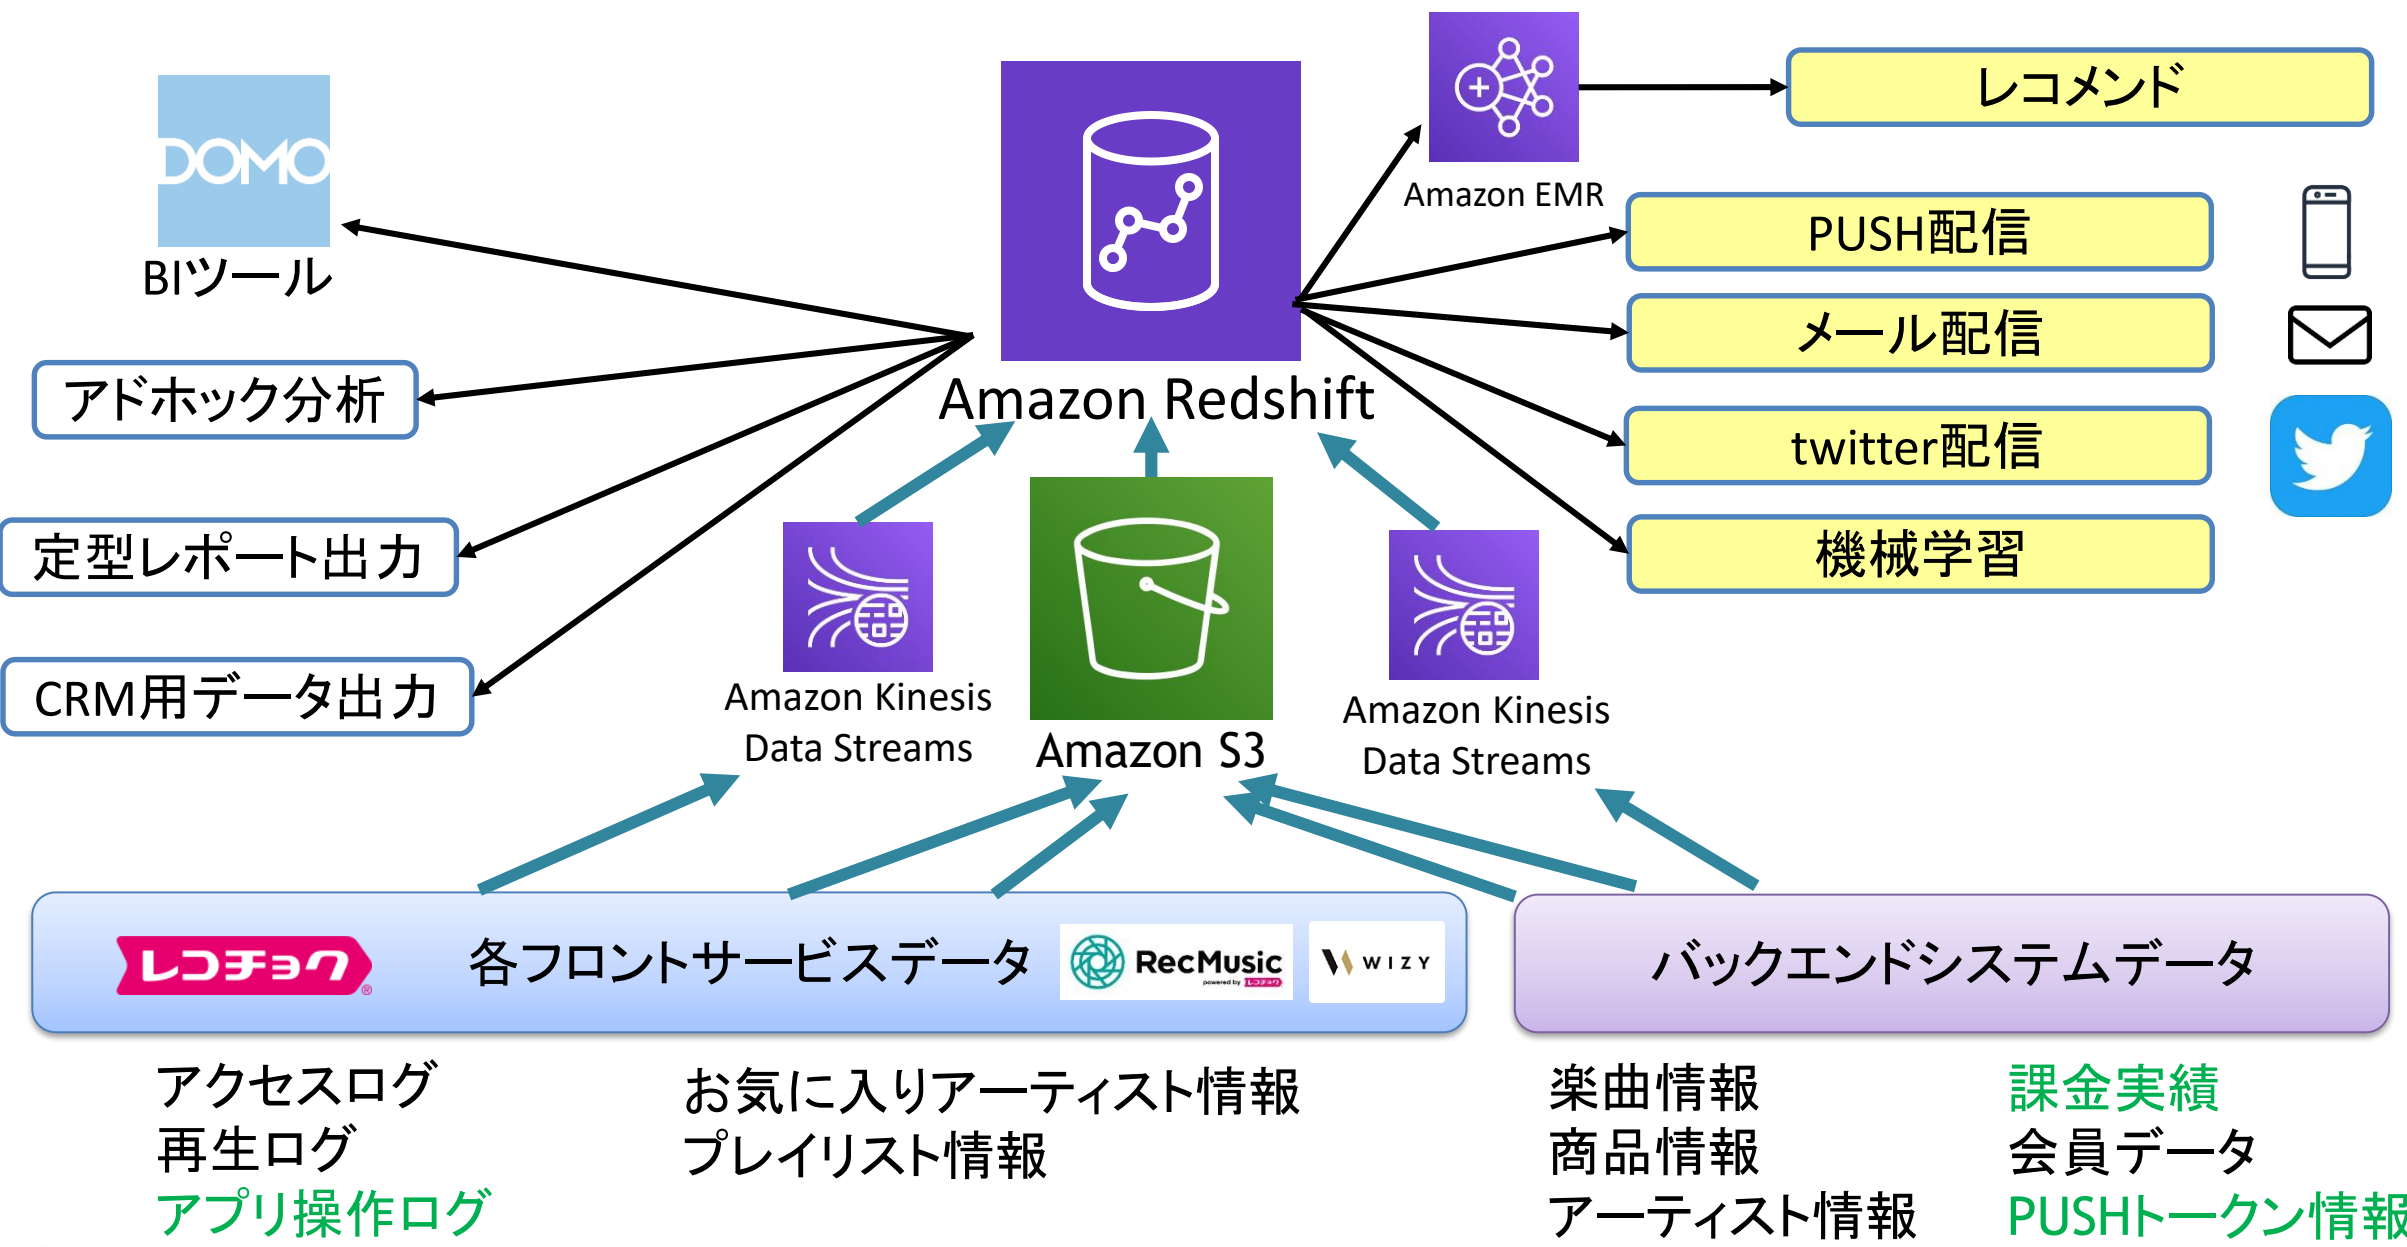 DOMO
BIツール
アドホック分析
定型レポート出力
CRM用データ出力
Amazon Redshift
Amazon EMR
レコメンド
PUSH配信
メール配信
twitter配信
機械学習
Amazon Kinesis
Data Streams
Amazon S3
Amazon Kinesis
Data Streams
レコチョク®
各フロントサービスデータ
RecMusic
powered by レコチョク
WIZY
バックエンドシステムデータ
アクセスログ
再生ログ
アプリ操作ログ
お気に入りアーティスト情報
プレイリスト情報
楽曲情報
商品情報
アーティスト情報
課金実績
会員データ
PUSHトークン情報